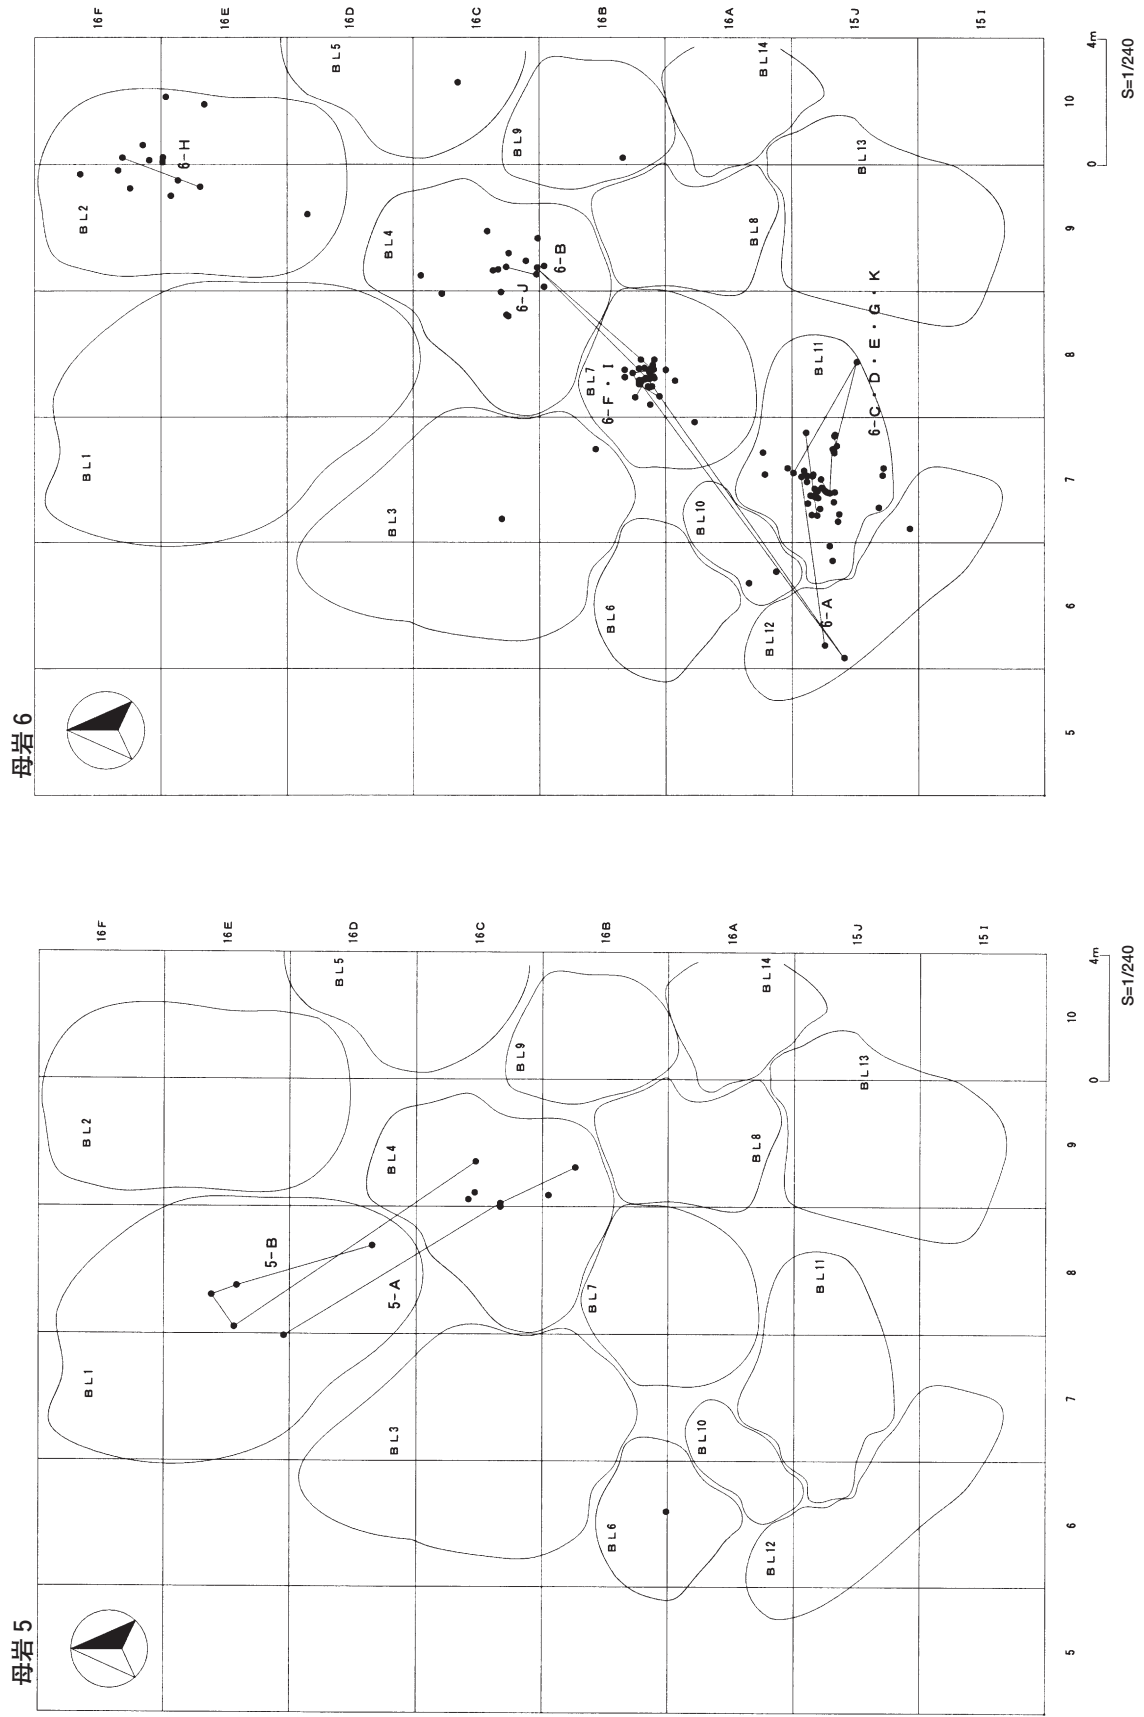 母岩 6
16F
16E
16D
16C
16B
16A
15J
15I
10
9
8
7
6
5
BL1
BL2
BL3
BL4
BL5
BL6
BL7
BL8
BL9
BL10
BL11
BL12
BL13
BL14
6-H
6-B
6-J
6-F・I
6-C・D・E・G・K
6-A
0 4m
S=1/240
母岩 5
16F
16E
16D
16C
16B
16A
15J
15I
10
9
8
7
6
5
BL1
BL2
BL3
BL4
BL5
BL6
BL7
BL8
BL9
BL10
BL11
BL12
BL13
BL14
5-B
5-A
0 4m
S=1/240